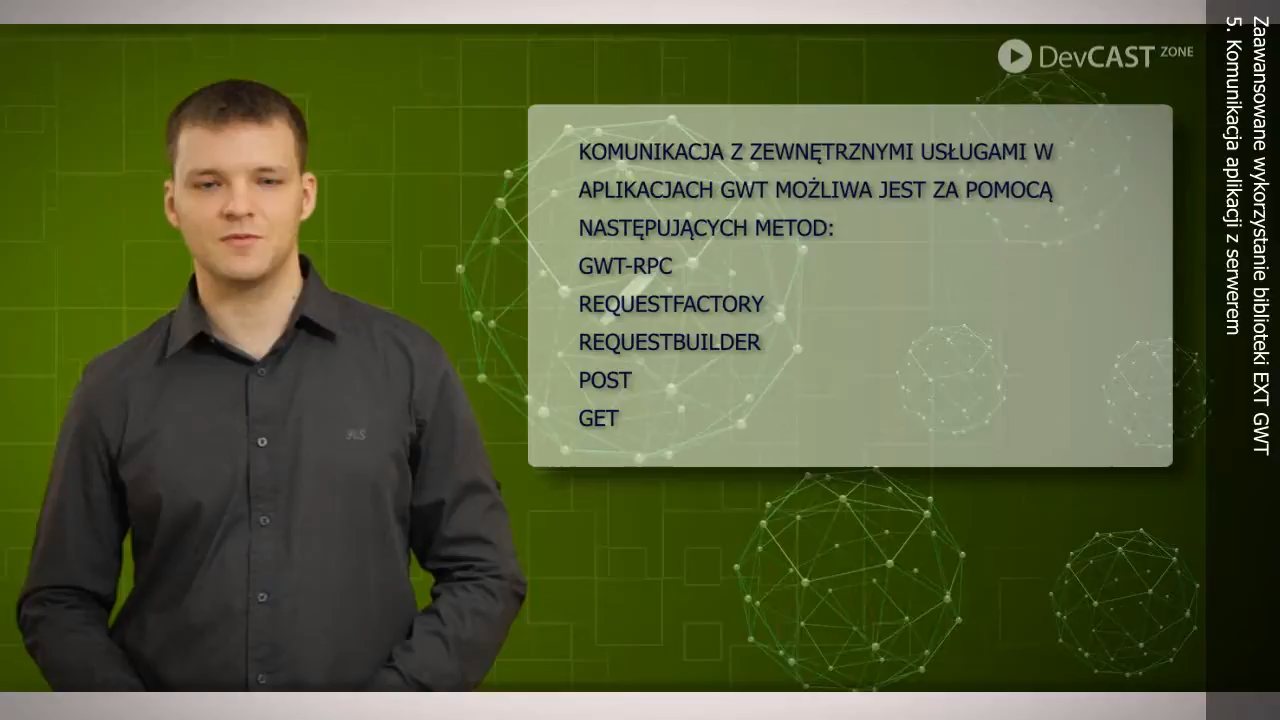 DevCAST ZONE
KOMUNIKACJA Z ZEWNĘTRZNYMI USŁUGAMI W
APLIKACJACH GWT MOŻLIWA JEST ZA POMOCĄ
NASTĘPUJĄCYCH METOD:
GWT-RPC
REQUESTFACTORY
REQUESTBUILDER
POST
GET
Zaawansowane wykorzystanie biblioteki EXT GWT
5. Komunikacja aplikacji z serwerem